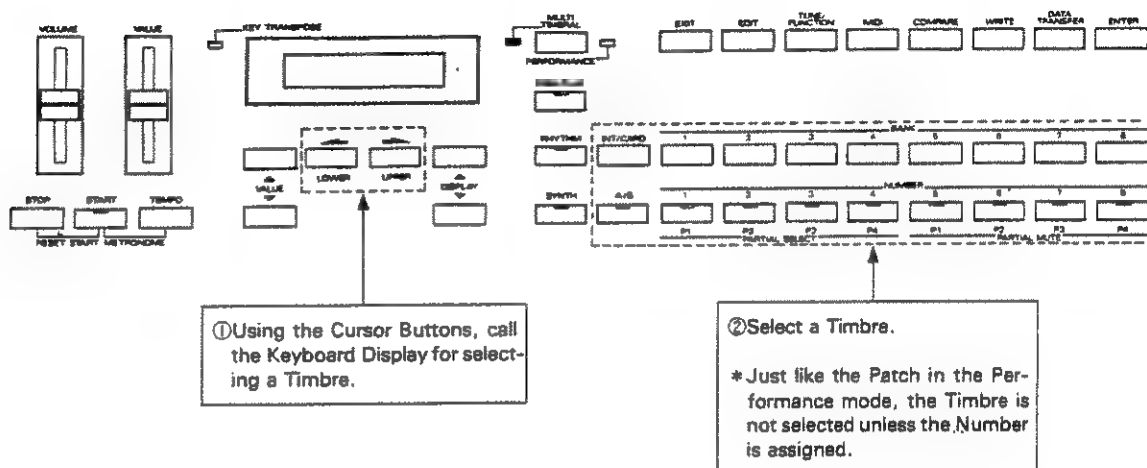 VOLUME
VALUE
KEY TRANSPOSE
MULTI TIMBRAL
PERFORMANCE
EXIT
EDIT
TUNE/ FUNCTION
MIDI
COMPARE
WRITE
DATA TRANSFER
ENTER
RHYTHM
INT/CARD
BANK
1 2 3 4 5 6 7 8
VALUE
LOWER
UPPER
DISPLAY
STOP
START
TEMPO
RESET START
METRONOME
SYNTH
A/B
NUMBER
1 2 3 4 5 6 7 8
P1 P2 P3 P4 P1 P2 P3 P4
PARTIAL SELECT
PARTIAL MUTE
①Using the Cursor Buttons, call
the Keyboard Display for select-
ing a Timbre.
②Select a Timbre.
*Just like the Patch in the Per-
formance mode, the Timbre is
not selected unless the Number
is assigned.